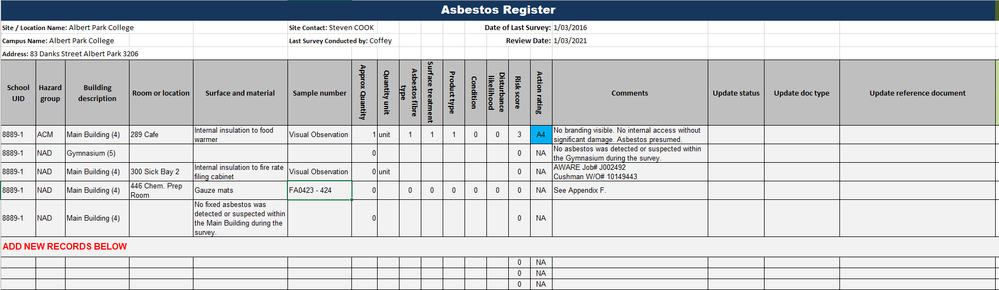 Asbestos Register
Site / Location Name: Albert Park College Site Contact: Steven COOK Date of Last Survey: 1/03/2016
Campus Name: Albert Park College Last Survey Conducted by: Coffey Review Date: 1/03/2021
Address: 83 Danks Street Albert Park 3206
School UID Hazard group Building description Room or location Surface and material Sample number Approx Quantity Quantity unit Asbestos fibre type Surface treatment Product type Condition Disturbance likelihood Risk score Action rating Comments Update status Update doc type Update reference document
8889-1 ACM Main Building (4) 289 Cafe Internal insulation to food warmer Visual Observation 1 unit 1 1 1 0 0 3 A4 No branding visible. No internal access without significant damage. Asbestos presumed.
8889-1 NAD Gymnasium (5) 0 0 NA No asbestos was detected or suspected within the Gymnasium during the survey.
8889-1 NAD Main Building (4) 300 Sick Bay 2 Internal insulation to fire rate filing cabinet Visual Observation 0 unit 0 NA AWARE Job# J002492 Cushman W/O# 10149443
8889-1 NAD Main Building (4) 446 Chem. Prep Room Gauze mats FA0423 - 424 0 0 0 0 0 0 0 NA See Appendix F.
8889-1 NAD Main Building (4) No fixed asbestos was detected or suspected within the Main Building during the survey. 0 0 NA
ADD NEW RECORDS BELOW
0 NA
0 NA
0 NA